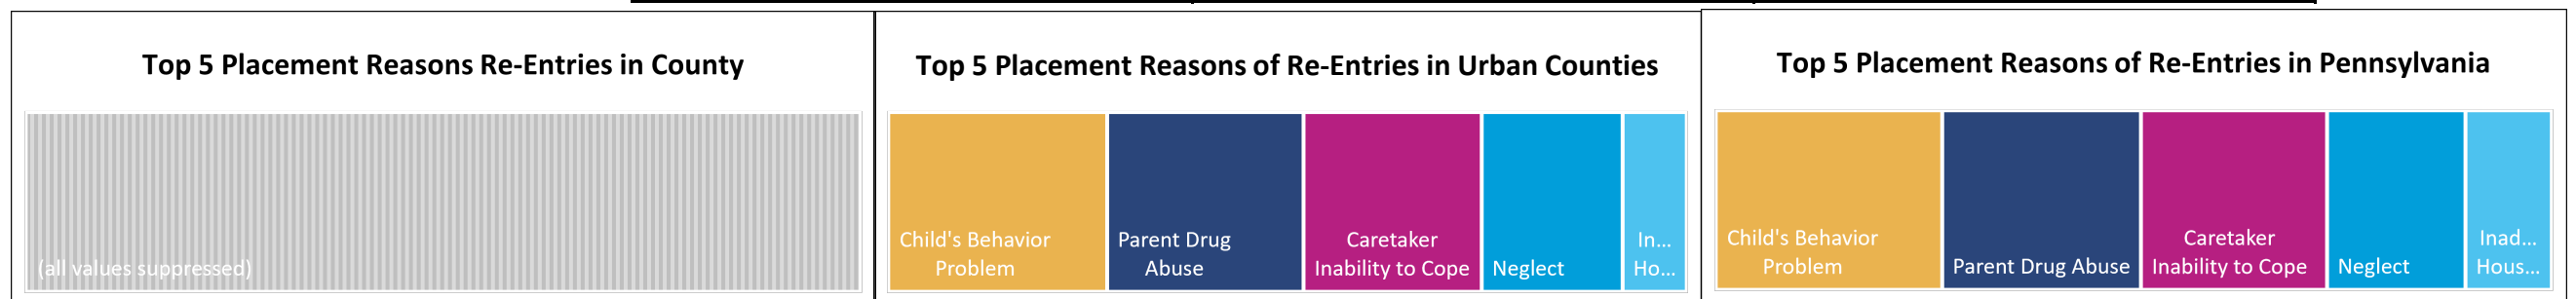 Top 5 Placement Reasons Re-Entries in County
(all values suppressed)
Top 5 Placement Reasons of Re-Entries in Urban Counties
Child's Behavior
Problem
Parent Drug
Abuse
Caretaker
Inability to Cope
Neglect
In...
Ho...
Top 5 Placement Reasons of Re-Entries in Pennsylvania
Child's Behavior
Problem
Parent Drug Abuse
Caretaker
Inability to Cope
Neglect
Inad...
Hous...